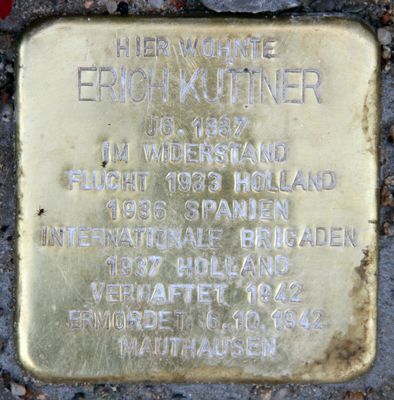 HIER WOHNTE
ERICH KUTTNER
JG. 1887
IM WIDERSTAND
FLUCHT 1933 HOLLAND
1936 SPANIEN
INTERNATIONALE BRIGADEN
1937 HOLLAND
VERHAFTET 1942
ERMORDET 6.10.1942
MAUTHAUSEN